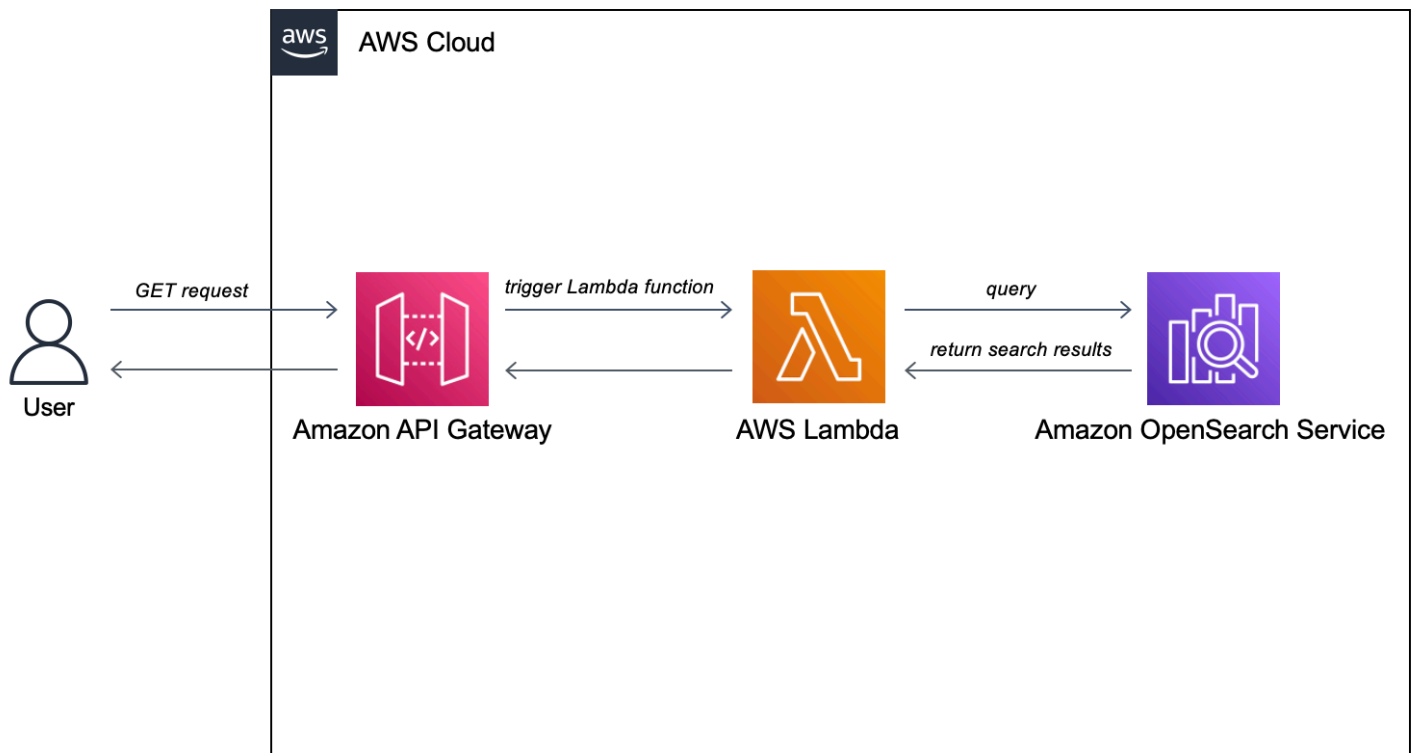 aws
AWS Cloud
GET request
trigger Lambda function
query
return search results
</>
User
Amazon API Gateway
AWS Lambda
Amazon OpenSearch Service